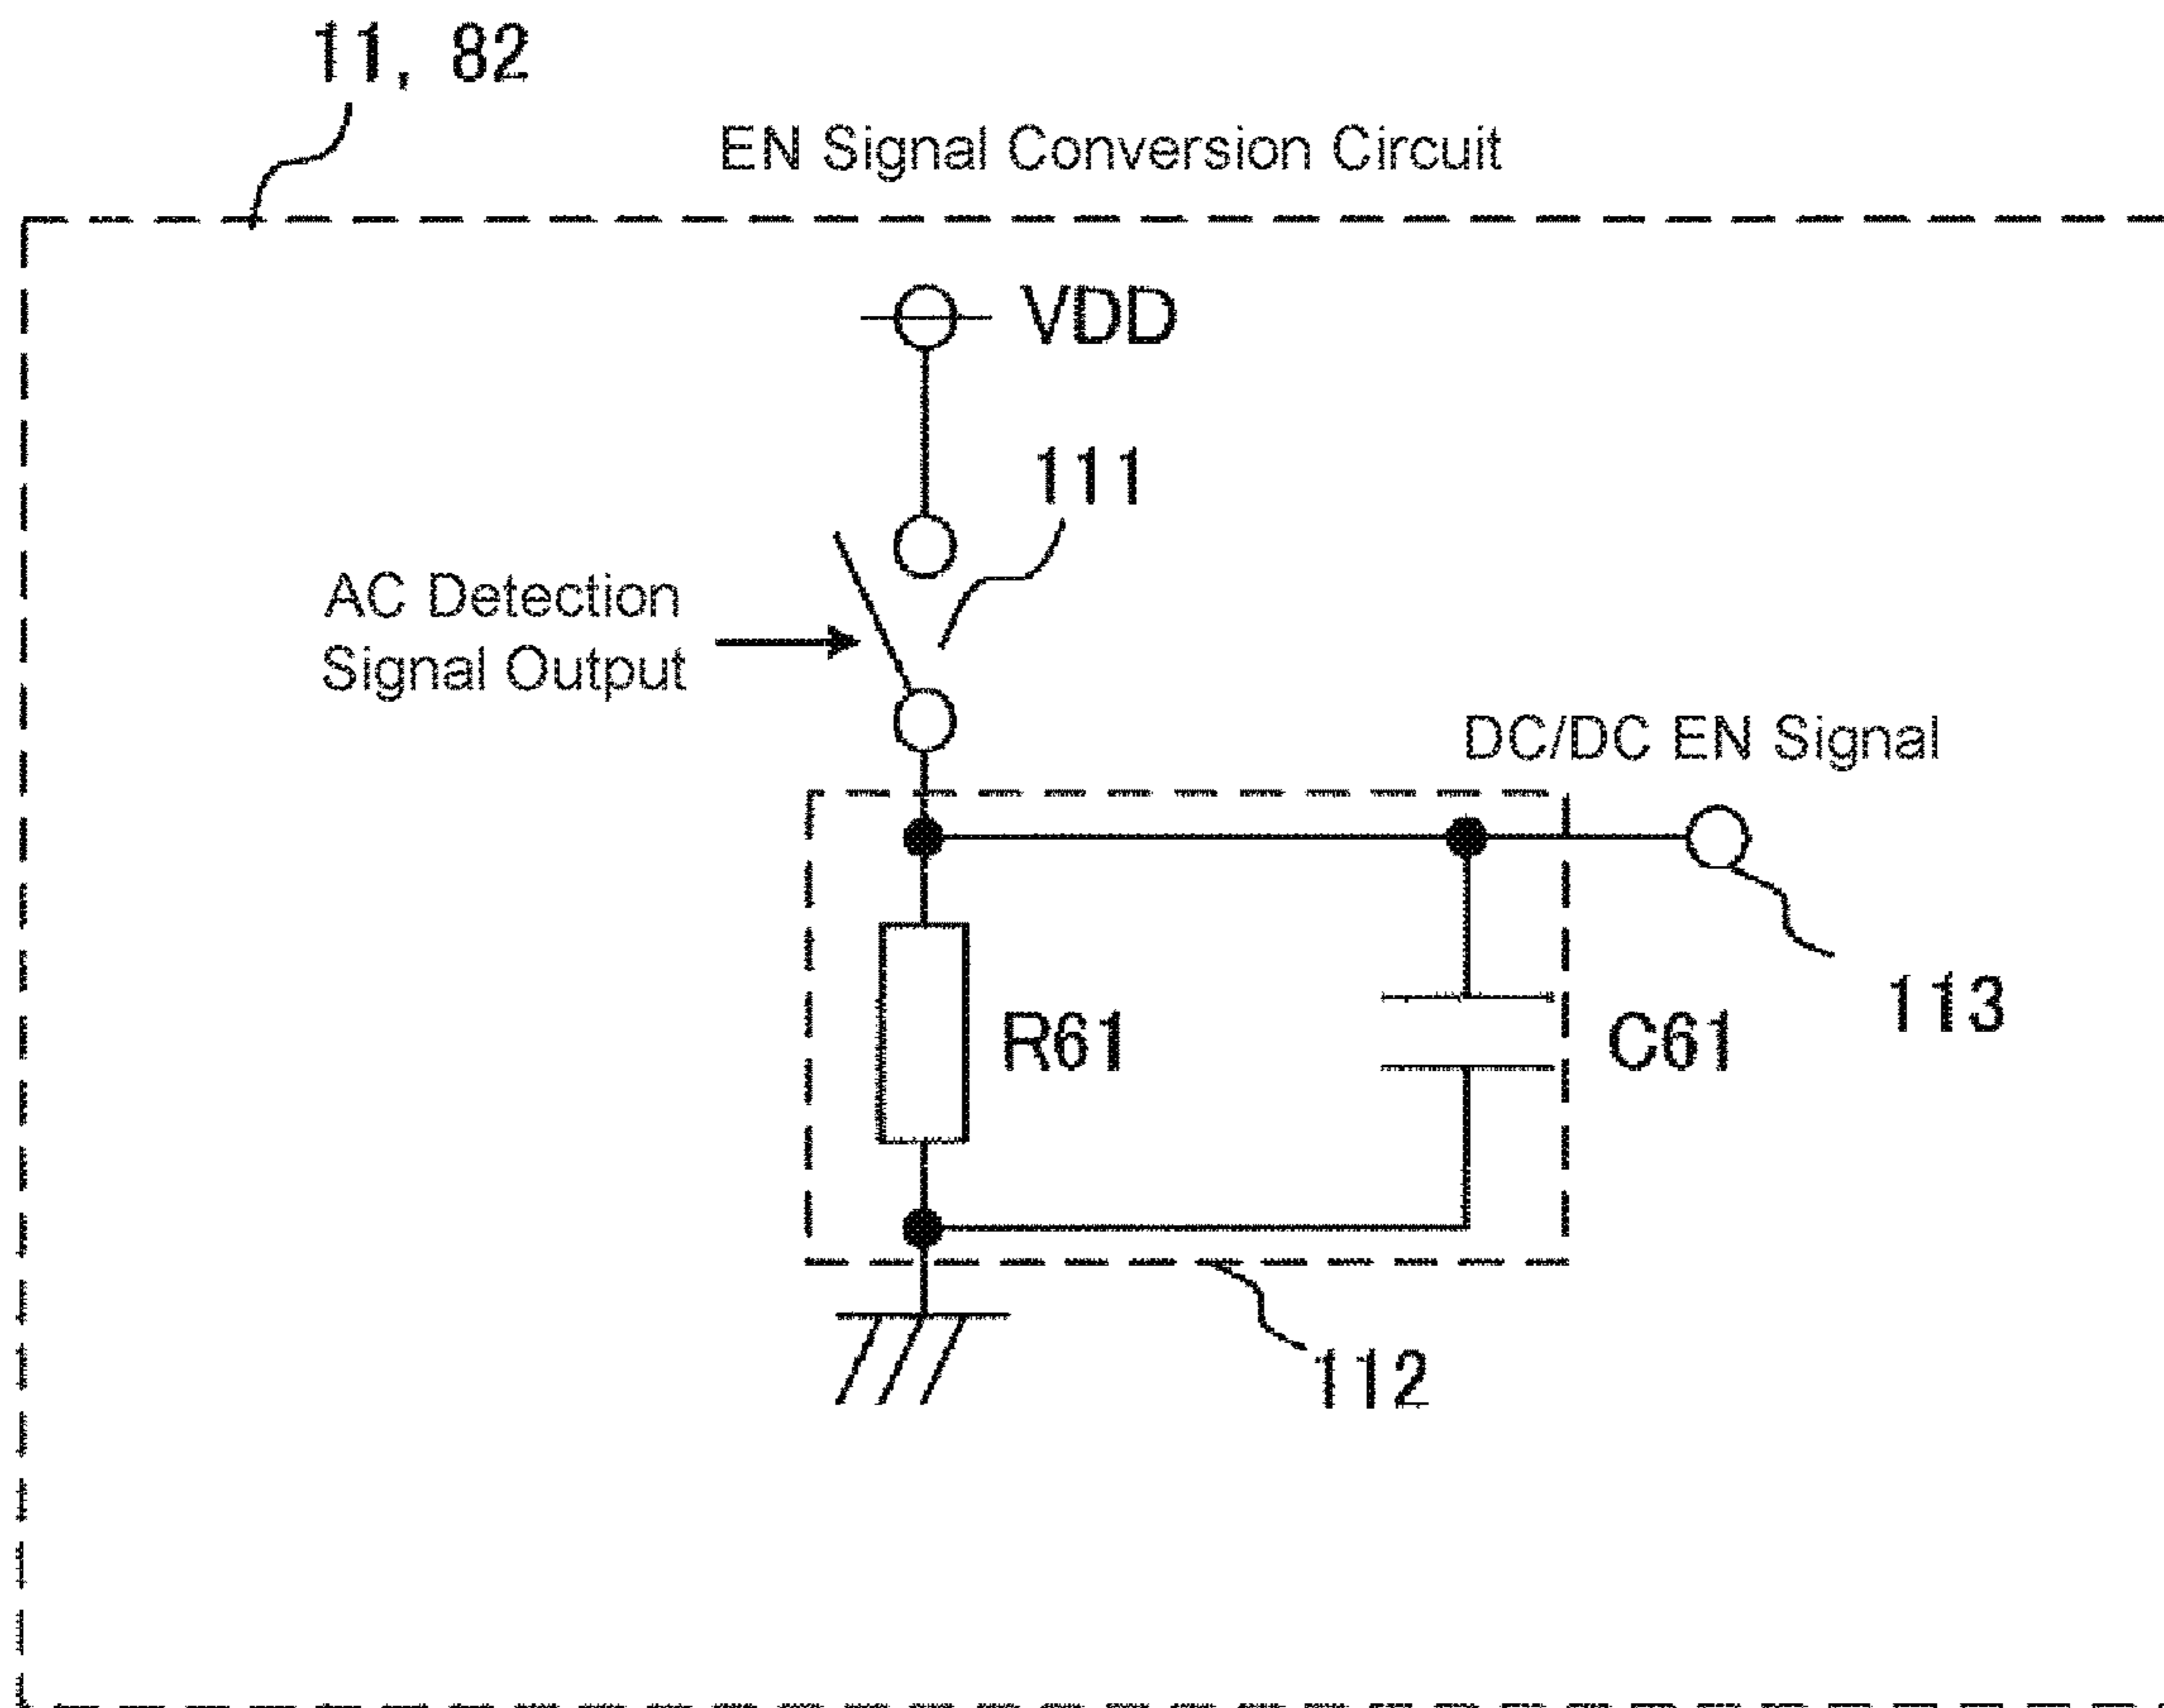 11, 82
EN Signal Conversion Circuit
VDD
111
AC Detection
Signal Output
DC/DC EN Signal
113
R61
C61
112